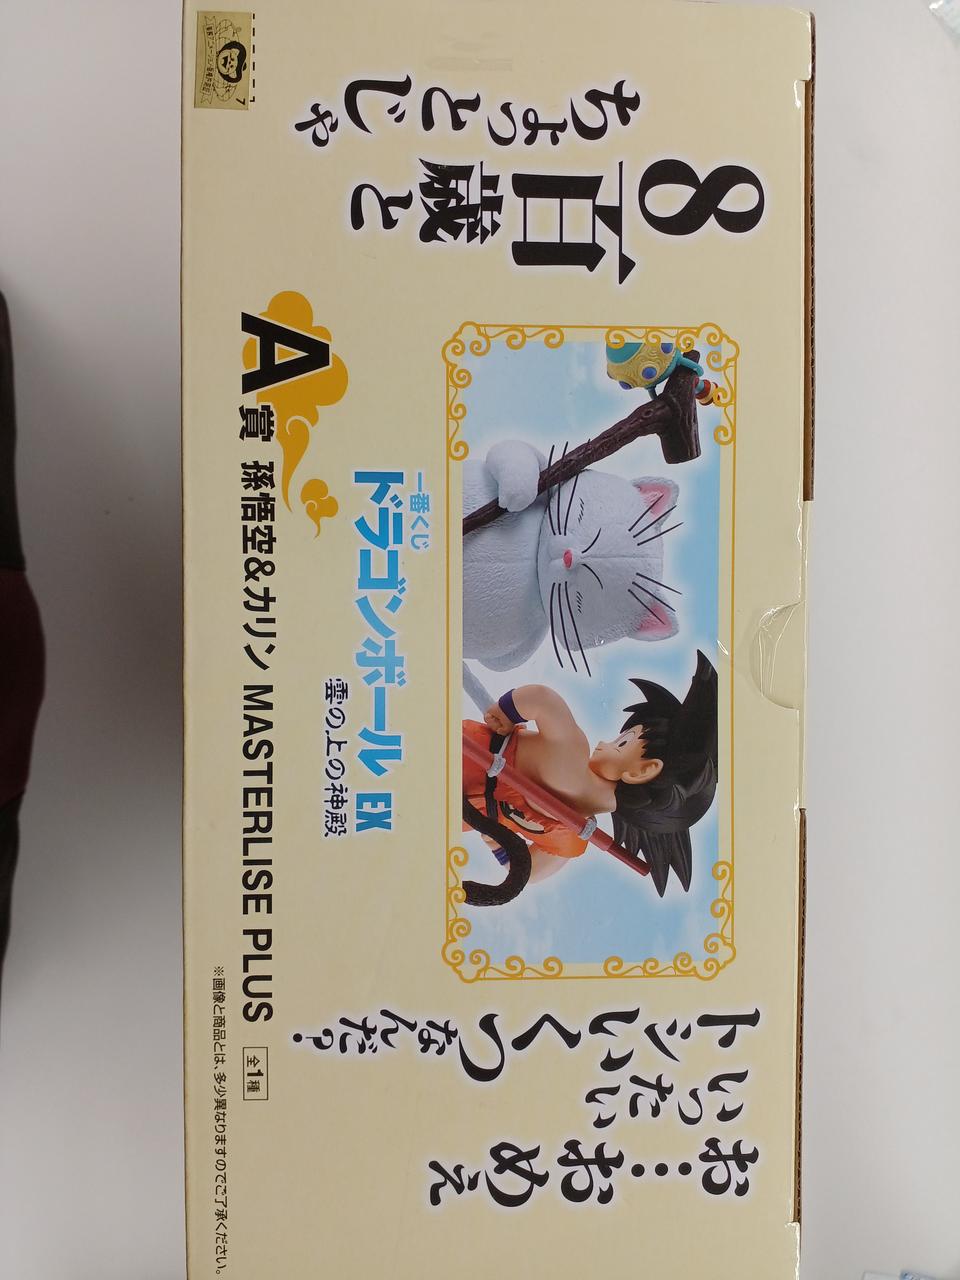 お…おめぇ
いったい
トシいくつ
なんだ？
8百歳と
ちょっとじゃ
一番くじ
ドラゴンボール EX
雲の上の神殿
A賞 孫悟空&カリン MASTERLISE PLUS 全1種
※画像と商品とは、多少異なりますのでご了承ください。